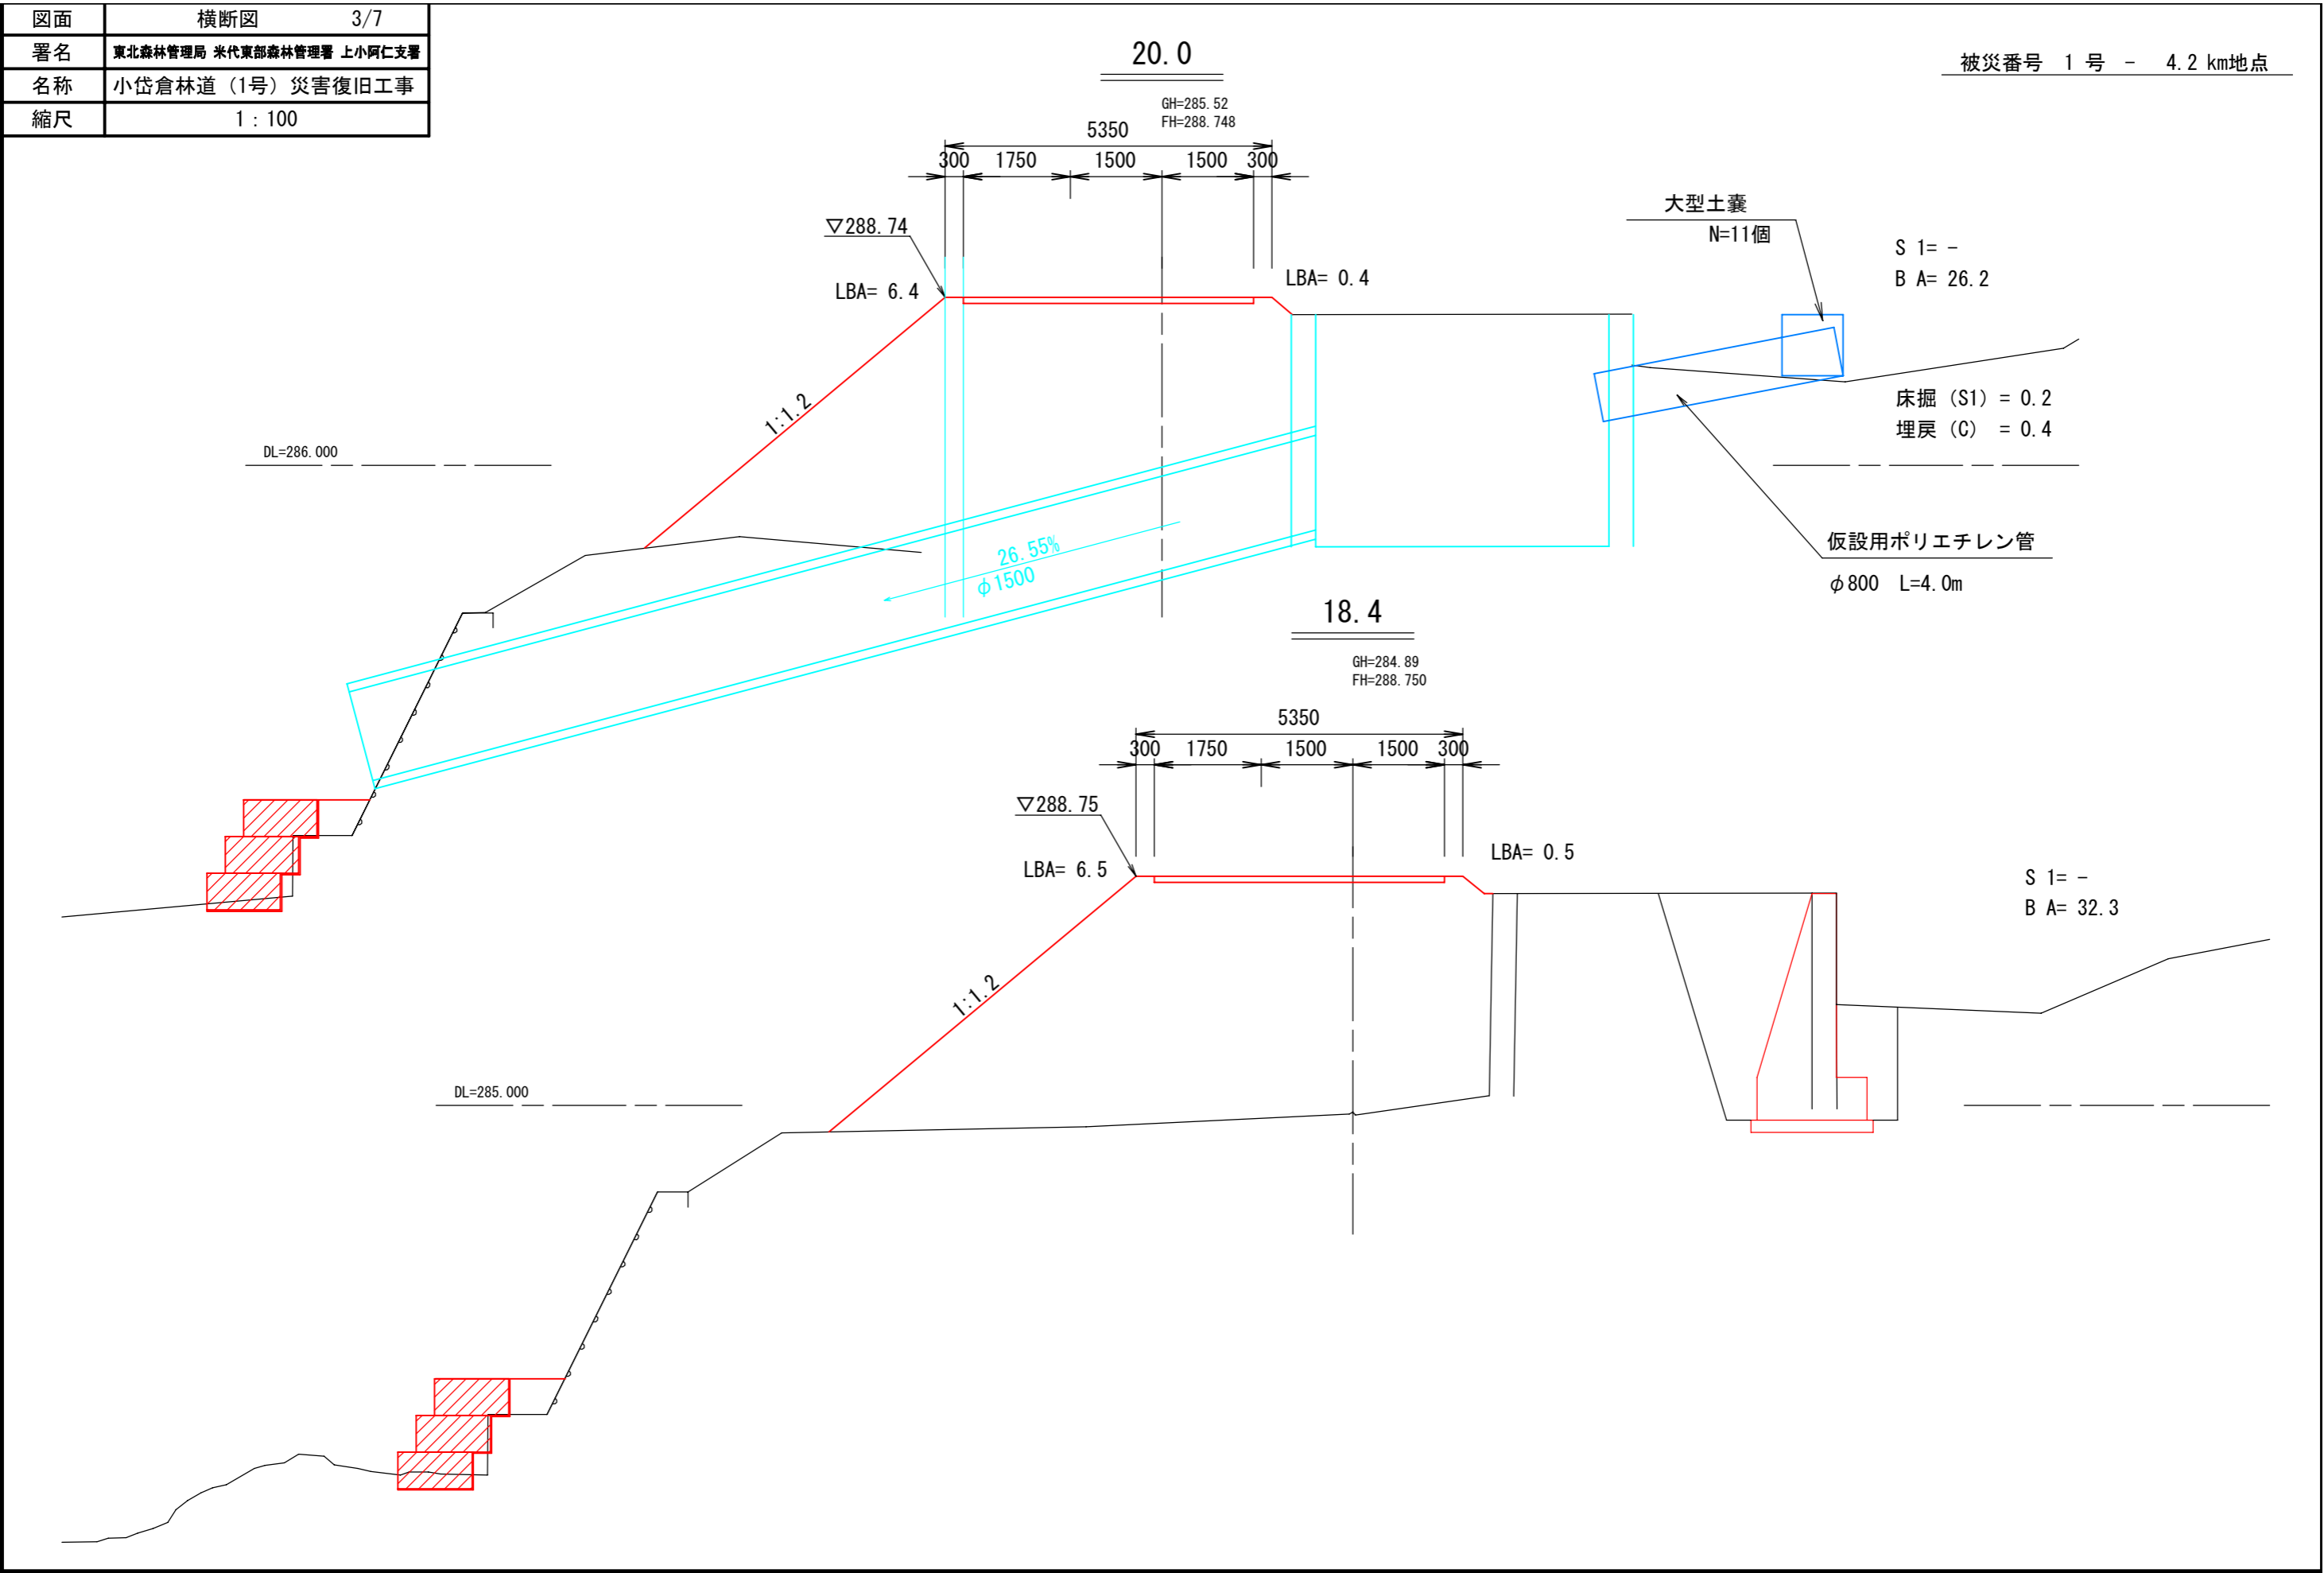 図面 横断図 3/7
署名 東北森林管理局 米代東部森林管理署 上小阿仁支署
名称 小岱倉林道（1号）災害復旧工事
縮尺 1 : 100
被災番号 1 号 - 4.2 km地点
20.0
GH=285.52
FH=288.748
5350
300 1750 1500 1500 300
▽288.74
LBA= 6.4
LBA= 0.4
大型土嚢
N=11個
S 1= -
B A= 26.2
1:1.2
床掘（S1）= 0.2
埋戻（C） = 0.4
DL=286.000
26.55%
φ1500
仮設用ポリエチレン管
φ800 L=4.0m
18.4
GH=284.89
FH=288.750
5350
300 1750 1500 1500 300
▽288.75
LBA= 6.5
LBA= 0.5
S 1= -
B A= 32.3
1:1.2
DL=285.000